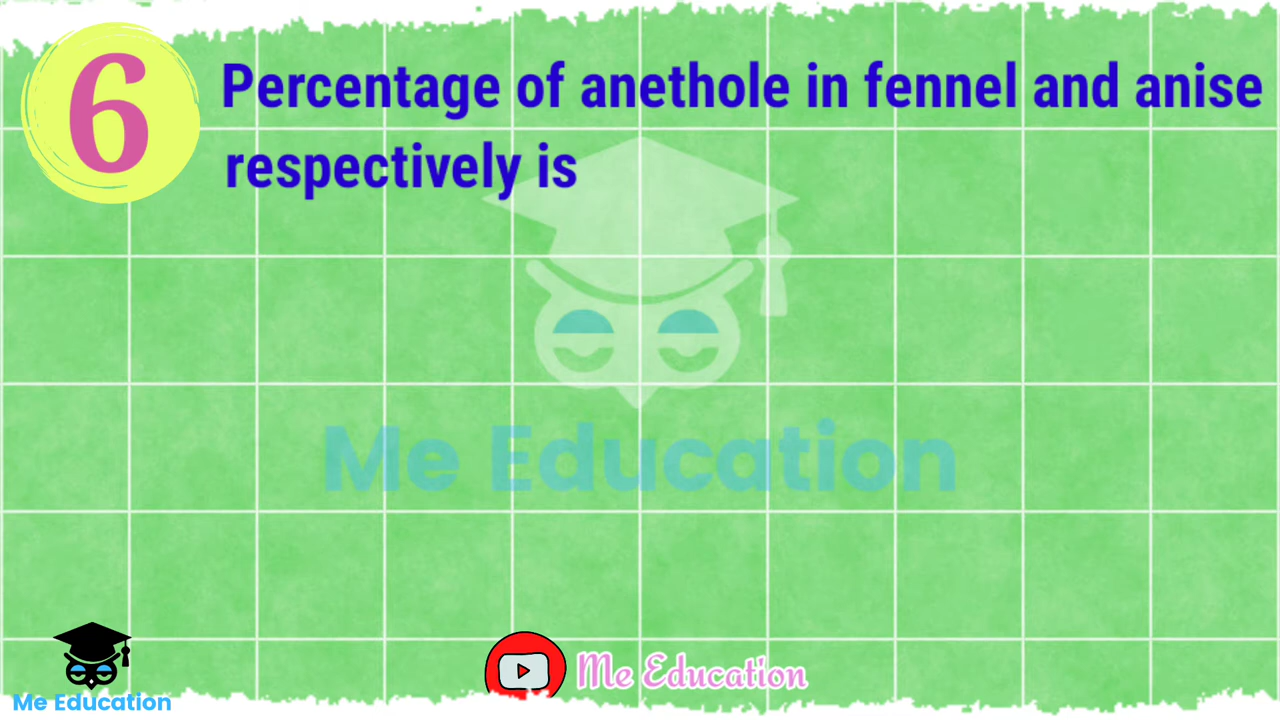 6
Percentage of anethole in fennel and anise
respectively is
Me Education
Me Education
Me Education